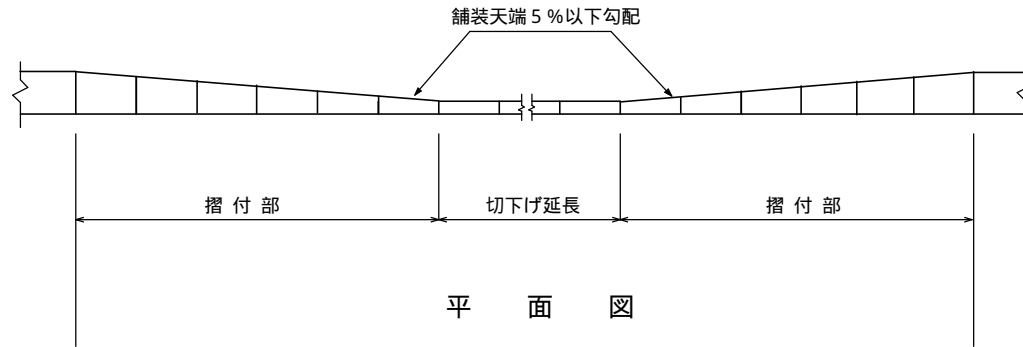 舗装天端５％以下勾配
摺 付 部 切下げ延長 摺 付 部
平 面 図